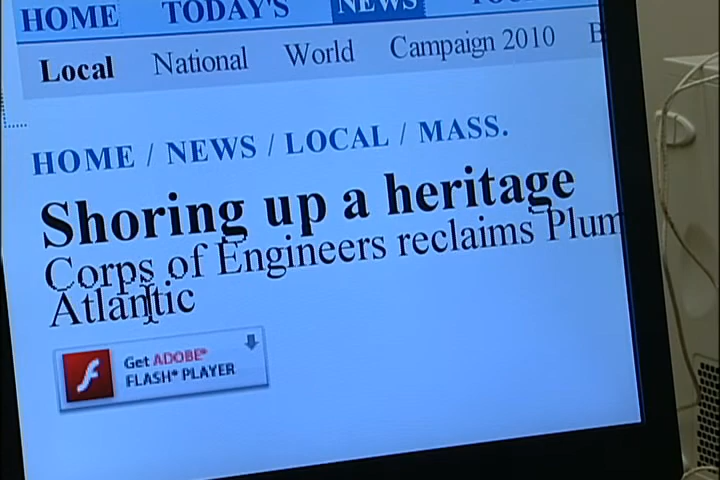 HOME TODAY'S NEWS
Local National World Campaign 2010 B
HOME / NEWS / LOCAL / MASS.
Shoring up a heritage
Corps of Engineers reclaims Plum
Atlantic
Get ADOBE®
FLASH® PLAYER